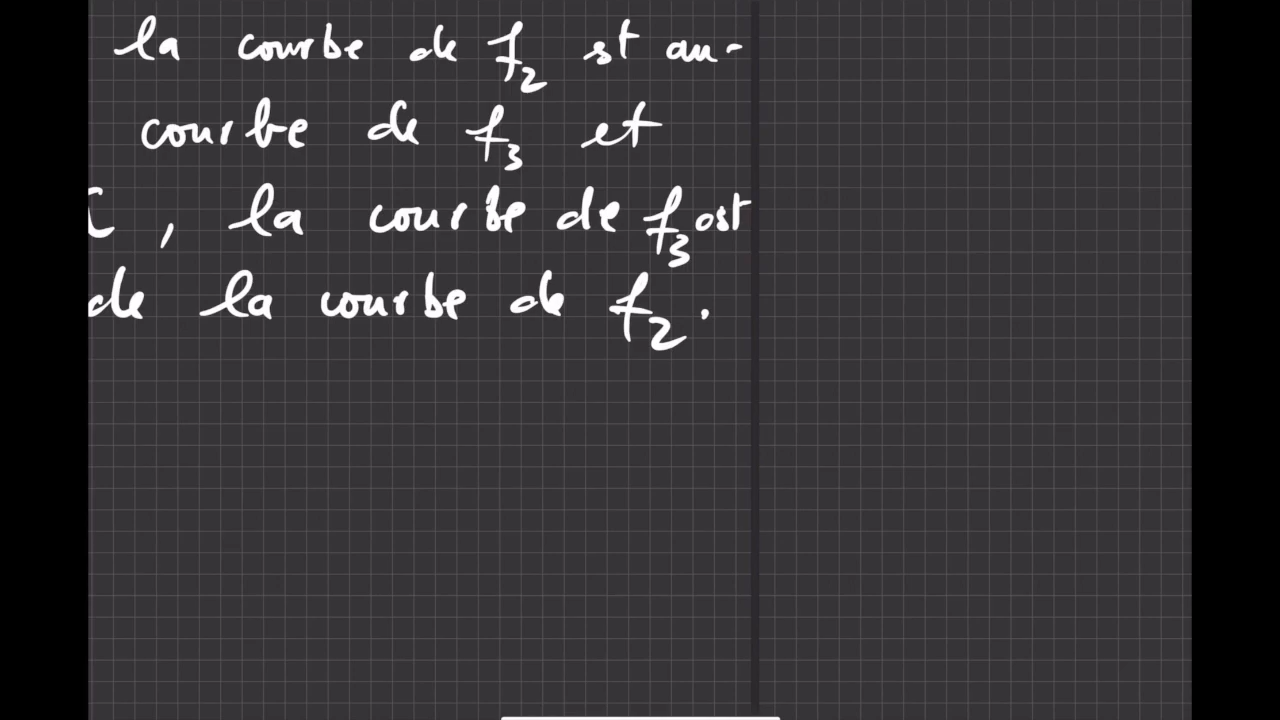 la courbe de f₂ est au-
courbe de f₃ et
, la courbe de f₃ est
de la courbe de f₂.